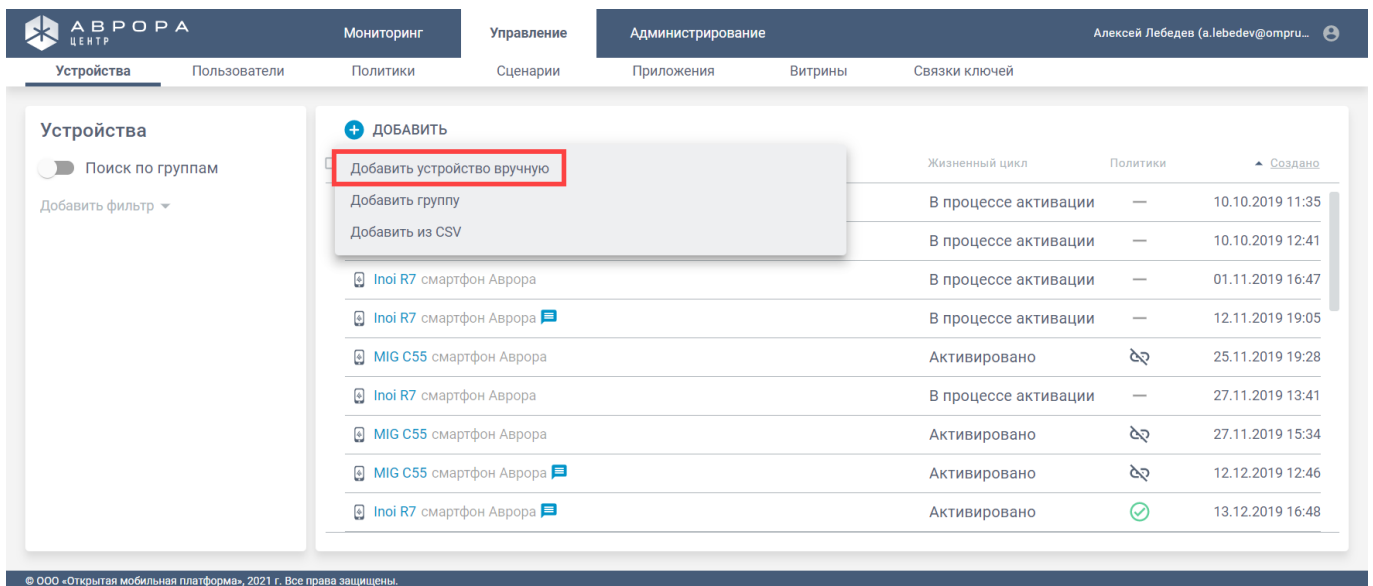 АВРОРА
ЦЕНТР
Мониторинг Управление Администрирование Алексей Лебедев (a.lebedev@ompru...
Устройства Пользователи Политики Сценарии Приложения Витрины Связки ключей
Устройства
Поиск по группам
Добавить фильтр
ДОБАВИТЬ
Добавить устройство вручную
Добавить группу
Добавить из CSV
Жизненный цикл Политики Создано
В процессе активации — 10.10.2019 11:35
В процессе активации — 10.10.2019 12:41
Inoi R7 смартфон Аврора В процессе активации — 01.11.2019 16:47
Inoi R7 смартфон Аврора В процессе активации — 12.11.2019 19:05
MIG C55 смартфон Аврора Активировано 25.11.2019 19:28
Inoi R7 смартфон Аврора В процессе активации — 27.11.2019 13:41
MIG C55 смартфон Аврора Активировано 27.11.2019 15:34
MIG C55 смартфон Аврора Активировано 12.12.2019 12:46
Inoi R7 смартфон Аврора Активировано 13.12.2019 16:48
© ООО «Открытая мобильная платформа», 2021 г. Все права защищены.